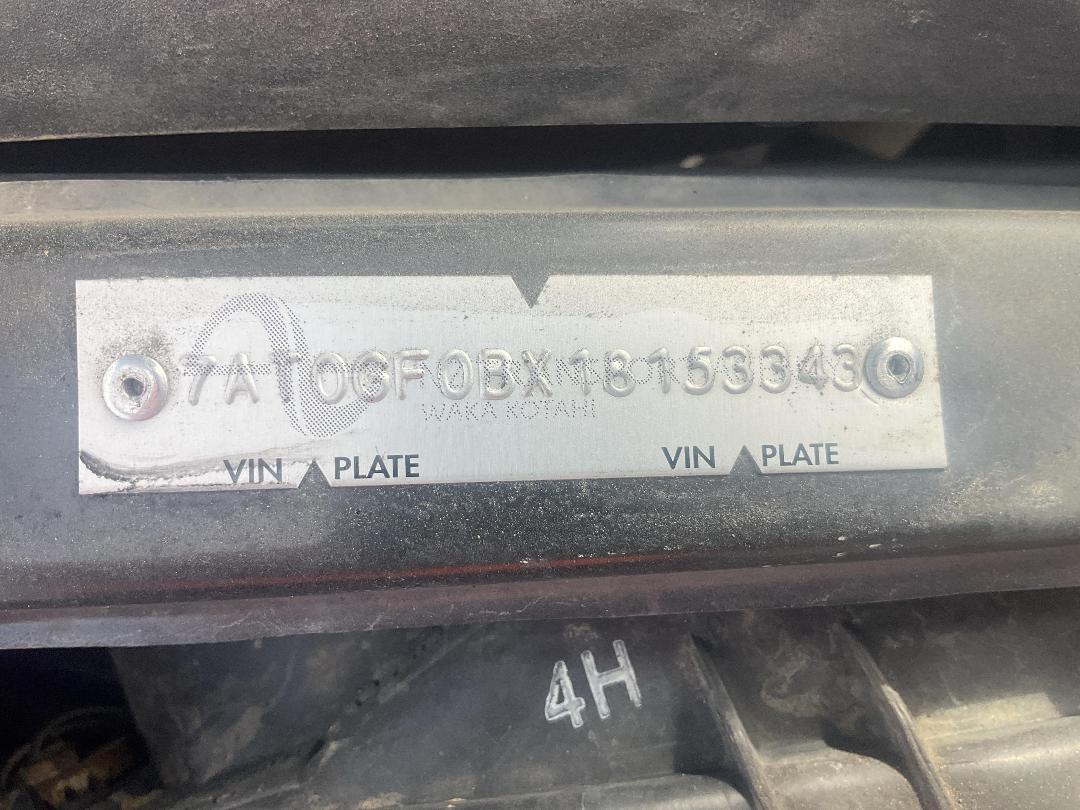 7AT0GF0BX18153343
WAKA KOTAHI
VIN PLATE VIN PLATE
4H